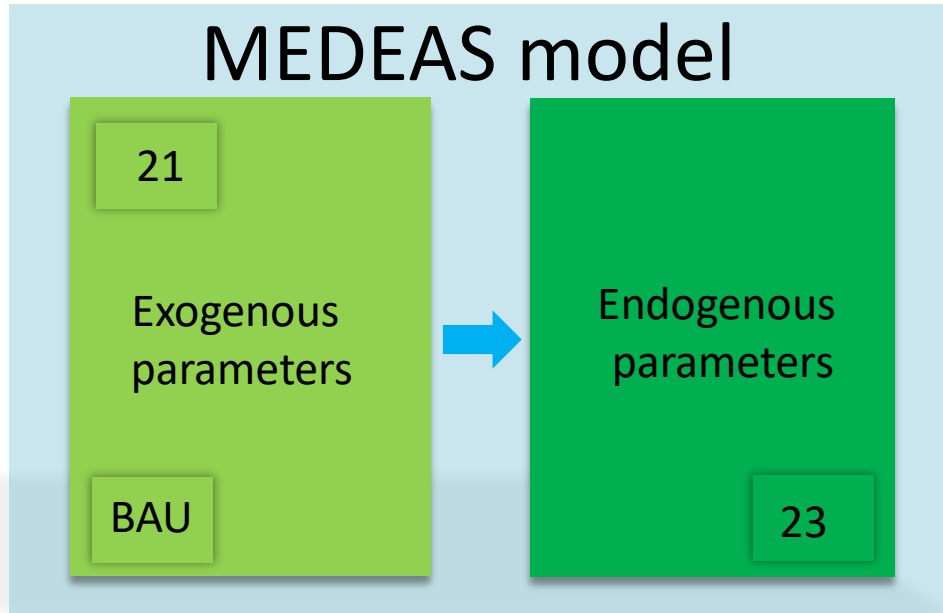 MEDEAS model
21
Exogenous
parameters
BAU
Endogenous
parameters
23